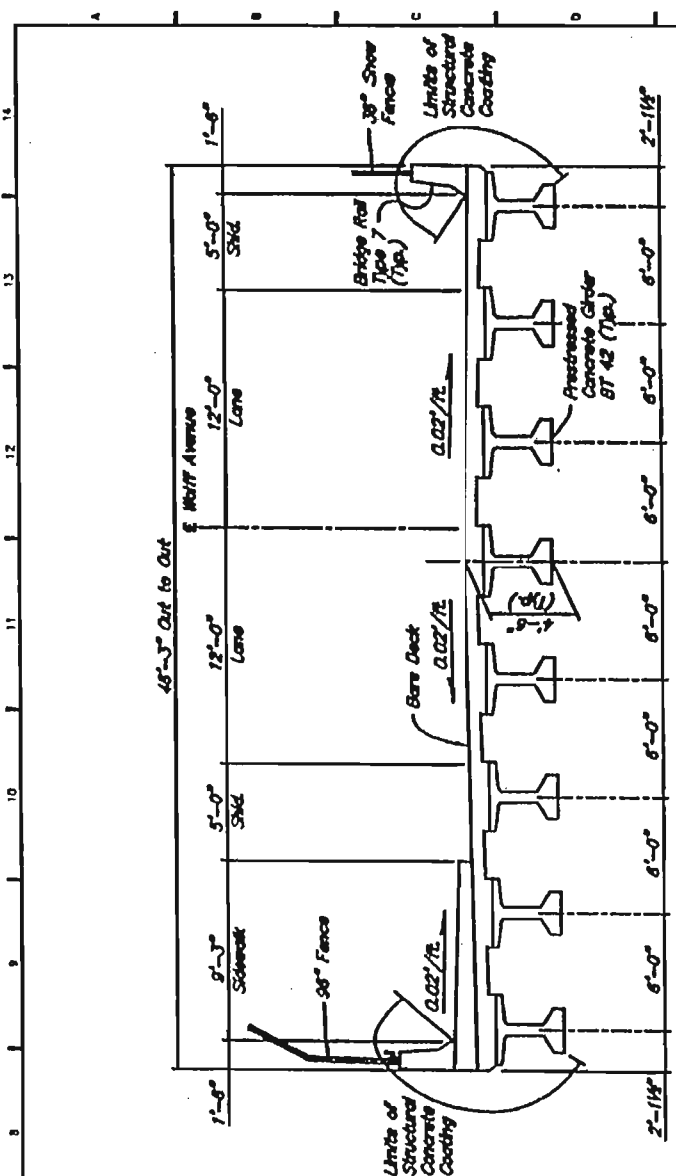 8 9 10 11 12 13 14
A
B
C
D
46'-3" Out to Out
1'-6"
9'-3"
Sidewalk
5'-0"
Shld.
12'-0"
Lane
℄ Wolff Avenue
12'-0"
Lane
5'-0"
Shld.
1'-6"
96" Fence
36" Snow
Fence
Bridge Rail
Type 7
(Typ.)
Limits of
Structural
Concrete
Coating
Limits of
Structural
Concrete
Coating
0.02'/ft.
Bare Deck
0.02'/ft.
0.02'/ft.
4'-6"
(Typ.)
Prestressed
Concrete Girder
BT 42 (Typ.)
2'-1½"
6'-0"
6'-0"
6'-0"
6'-0"
6'-0"
6'-0"
6'-0"
2'-1½"